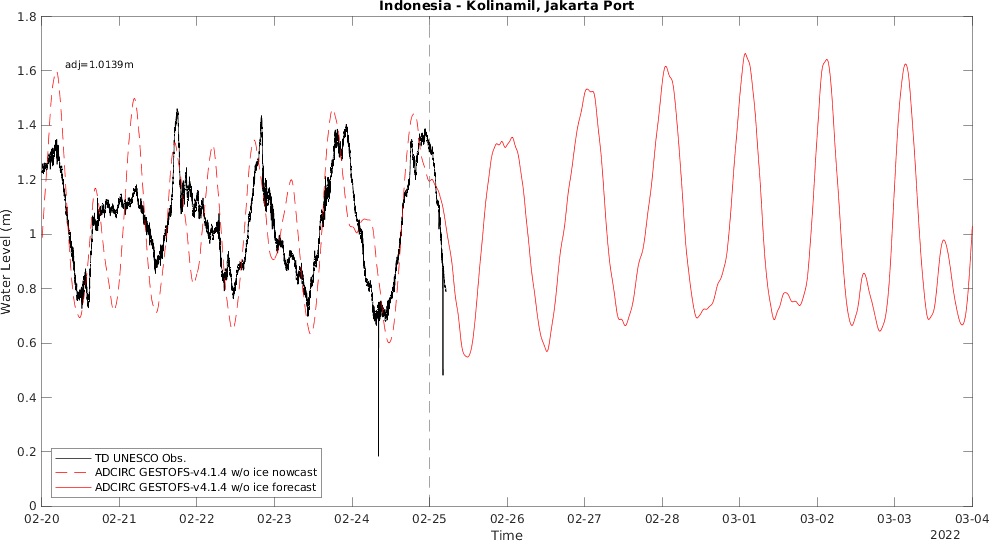 Indonesia - Kolinamil, Jakarta Port
1.8
1.6
1.4
1.2
1
0.8
0.6
0.4
0.2
0
Water Level (m)
adj=1.0139m
TD UNESCO Obs.
ADCIRC GESTOFS-v4.1.4 w/o ice nowcast
ADCIRC GESTOFS-v4.1.4 w/o ice forecast
02-20 02-21 02-22 02-23 02-24 02-25 02-26 02-27 02-28 03-01 03-02 03-03 03-04
Time
2022